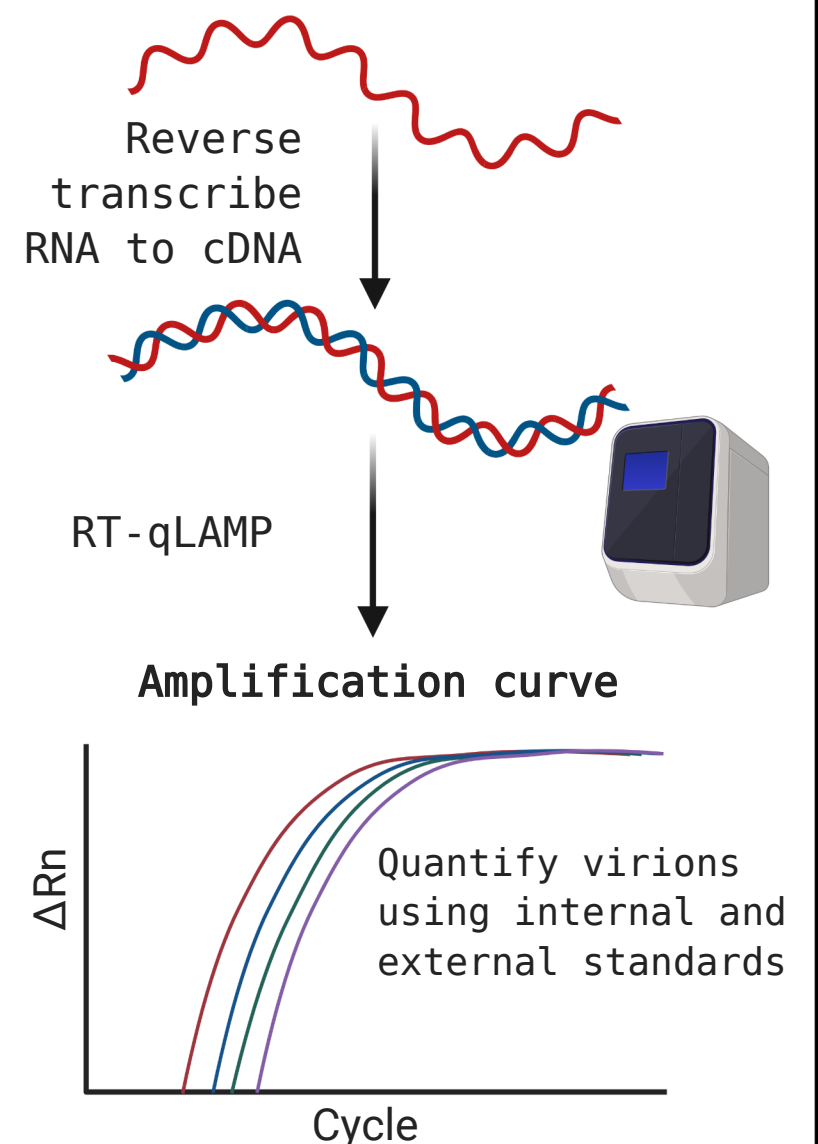 Reverse
transcribe
RNA to cDNA
RT-qLAMP
Amplification curve
ΔRn
Quantify virions
using internal and
external standards
Cycle